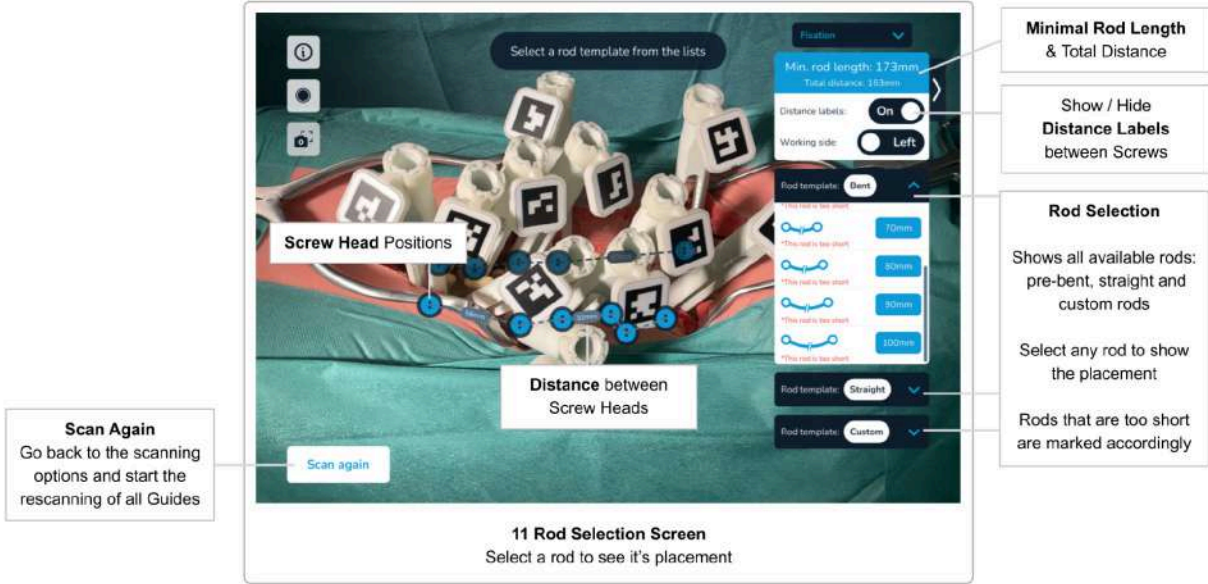 Select a rod template from the lists
Fixation
Min. rod length: 173mm
Total distance: 163mm
Distance labels:
On
Working side:
Left
Rod template:
Bent
*This rod is too short
70mm
*This rod is too short
80mm
*This rod is too short
90mm
*This rod is too short
100mm
*This rod is too short
Rod template:
Straight
Rod template:
Custom
Scan again
Screw Head Positions
Distance between
Screw Heads
Minimal Rod Length
& Total Distance
Show / Hide
Distance Labels
between Screws
Rod Selection
Shows all available rods:
pre-bent, straight and
custom rods
Select any rod to show
the placement
Rods that are too short
are marked accordingly
Scan Again
Go back to the scanning
options and start the
rescanning of all Guides
11 Rod Selection Screen
Select a rod to see it's placement